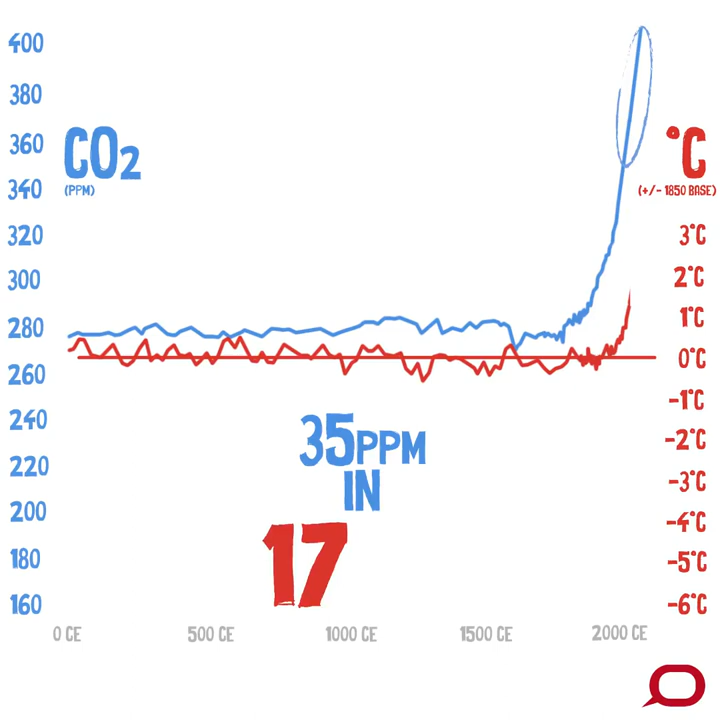 400
380
360
340
320
300
280
260
240
220
200
180
160
CO2
(PPM)
°C
(+/- 1850 BASE)
3°C
2°C
1°C
0°C
-1°C
-2°C
-3°C
-4°C
-5°C
-6°C
35PPM
IN
17
0 CE 500 CE 1000 CE 1500 CE 2000 CE